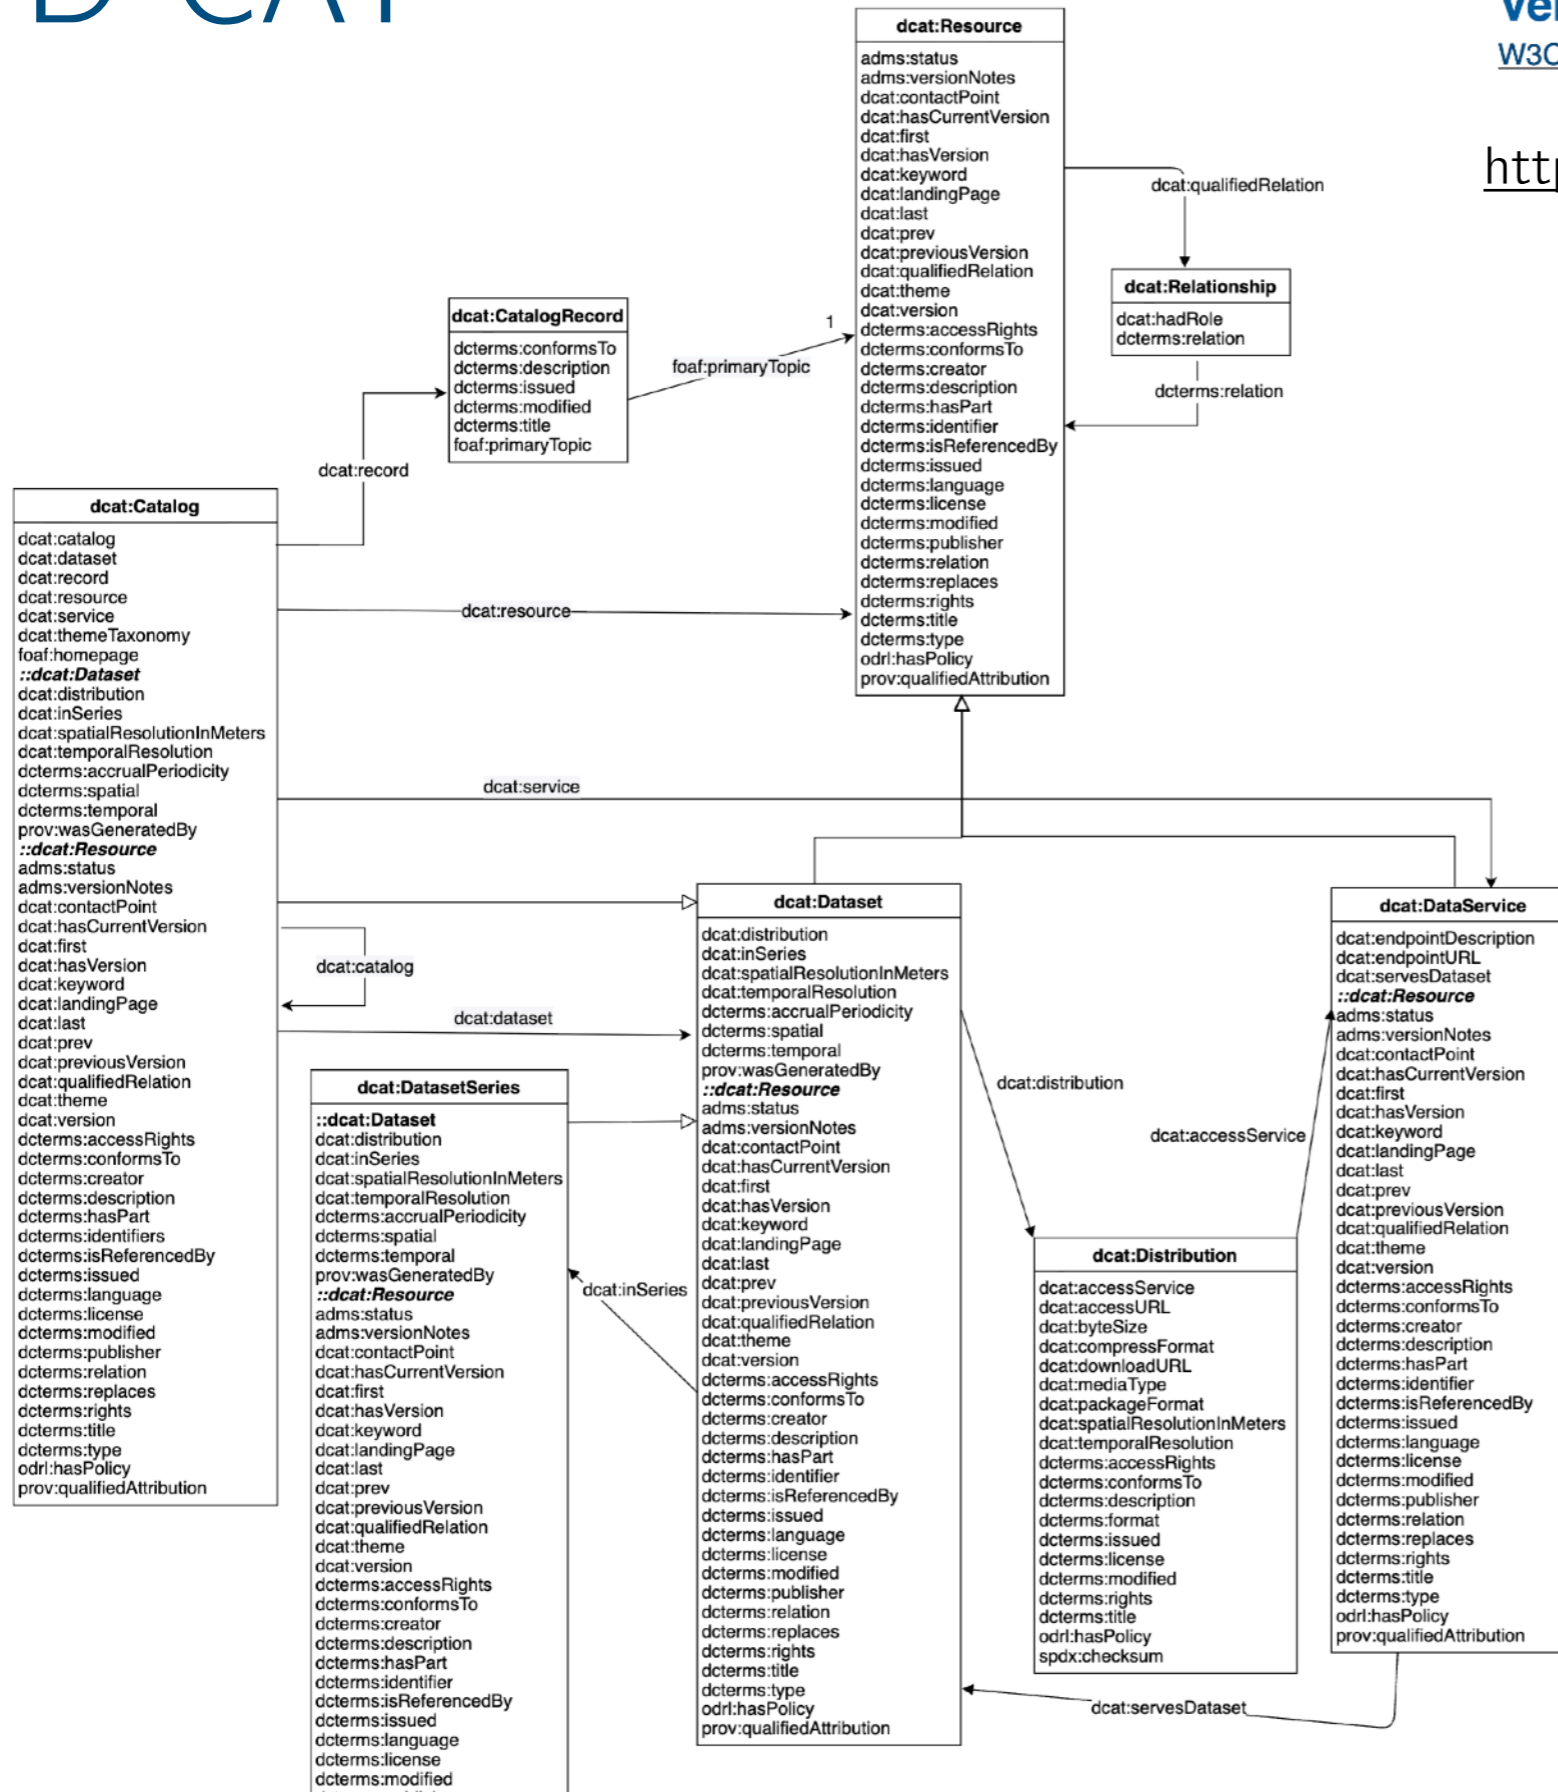 D-CAT
W3C
http
dcat:Resource
adms:status
adms:versionNotes
dcat:contactPoint
dcat:hasCurrentVersion
dcat:first
dcat:hasVersion
dcat:keyword
dcat:landingPage
dcat:last
dcat:prev
dcat:previousVersion
dcat:qualifiedRelation
dcat:theme
dcat:version
dcterms:accessRights
dcterms:conformsTo
dcterms:creator
dcterms:description
dcterms:hasPart
dcterms:identifier
dcterms:isReferencedBy
dcterms:issued
dcterms:language
dcterms:license
dcterms:modified
dcterms:publisher
dcterms:relation
dcterms:replaces
dcterms:rights
dcterms:title
dcterms:type
odrl:hasPolicy
prov:qualifiedAttribution
dcat:qualifiedRelation
dcat:Relationship
dcat:hadRole
dcterms:relation
dcterms:relation
dcat:CatalogRecord
dcterms:conformsTo
dcterms:description
dcterms:issued
dcterms:modified
dcterms:title
foaf:primaryTopic
foaf:primaryTopic
1
dcat:record
dcat:Catalog
dcat:catalog
dcat:dataset
dcat:record
dcat:resource
dcat:service
dcat:themeTaxonomy
foaf:homepage
::dcat:Dataset
dcat:distribution
dcat:inSeries
dcat:spatialResolutionInMeters
dcat:temporalResolution
dcterms:accrualPeriodicity
dcterms:spatial
dcterms:temporal
prov:wasGeneratedBy
::dcat:Resource
adms:status
adms:versionNotes
dcat:contactPoint
dcat:hasCurrentVersion
dcat:first
dcat:hasVersion
dcat:keyword
dcat:landingPage
dcat:last
dcat:prev
dcat:previousVersion
dcat:qualifiedRelation
dcat:theme
dcat:version
dcterms:accessRights
dcterms:conformsTo
dcterms:creator
dcterms:description
dcterms:hasPart
dcterms:identifiers
dcterms:isReferencedBy
dcterms:issued
dcterms:language
dcterms:license
dcterms:modified
dcterms:publisher
dcterms:relation
dcterms:replaces
dcterms:rights
dcterms:title
dcterms:type
odrl:hasPolicy
prov:qualifiedAttribution
dcat:resource
dcat:service
dcat:catalog
dcat:dataset
dcat:DatasetSeries
::dcat:Dataset
dcat:distribution
dcat:inSeries
dcat:spatialResolutionInMeters
dcat:temporalResolution
dcterms:accrualPeriodicity
dcterms:spatial
dcterms:temporal
prov:wasGeneratedBy
::dcat:Resource
adms:status
adms:versionNotes
dcat:contactPoint
dcat:hasCurrentVersion
dcat:first
dcat:hasVersion
dcat:keyword
dcat:landingPage
dcat:last
dcat:prev
dcat:previousVersion
dcat:qualifiedRelation
dcat:theme
dcat:version
dcterms:accessRights
dcterms:conformsTo
dcterms:creator
dcterms:description
dcterms:hasPart
dcterms:identifier
dcterms:isReferencedBy
dcterms:issued
dcterms:language
dcterms:license
dcterms:modified
dcat:inSeries
dcat:Dataset
dcat:distribution
dcat:inSeries
dcat:spatialResolutionInMeters
dcat:temporalResolution
dcterms:accrualPeriodicity
dcterms:spatial
dcterms:temporal
prov:wasGeneratedBy
::dcat:Resource
adms:status
adms:versionNotes
dcat:contactPoint
dcat:hasCurrentVersion
dcat:first
dcat:hasVersion
dcat:keyword
dcat:landingPage
dcat:last
dcat:prev
dcat:previousVersion
dcat:qualifiedRelation
dcat:theme
dcat:version
dcterms:accessRights
dcterms:conformsTo
dcterms:creator
dcterms:description
dcterms:hasPart
dcterms:identifier
dcterms:isReferencedBy
dcterms:issued
dcterms:language
dcterms:license
dcterms:modified
dcterms:publisher
dcterms:relation
dcterms:replaces
dcterms:rights
dcterms:title
dcterms:type
odrl:hasPolicy
prov:qualifiedAttribution
dcat:distribution
dcat:accessService
dcat:Distribution
dcat:accessService
dcat:accessURL
dcat:byteSize
dcat:compressFormat
dcat:downloadURL
dcat:mediaType
dcat:packageFormat
dcat:spatialResolutionInMeters
dcat:temporalResolution
dcterms:accessRights
dcterms:conformsTo
dcterms:description
dcterms:format
dcterms:issued
dcterms:license
dcterms:modified
dcterms:rights
dcterms:title
odrl:hasPolicy
spdx:checksum
dcat:DataService
dcat:endpointDescription
dcat:endpointURL
dcat:servesDataset
::dcat:Resource
adms:status
adms:versionNotes
dcat:contactPoint
dcat:hasCurrentVersion
dcat:first
dcat:hasVersion
dcat:keyword
dcat:landingPage
dcat:last
dcat:prev
dcat:previousVersion
dcat:qualifiedRelation
dcat:theme
dcat:version
dcterms:accessRights
dcterms:conformsTo
dcterms:creator
dcterms:description
dcterms:hasPart
dcterms:identifier
dcterms:isReferencedBy
dcterms:issued
dcterms:language
dcterms:license
dcterms:modified
dcterms:publisher
dcterms:relation
dcterms:replaces
dcterms:rights
dcterms:title
dcterms:type
odrl:hasPolicy
prov:qualifiedAttribution
dcat:servesDataset